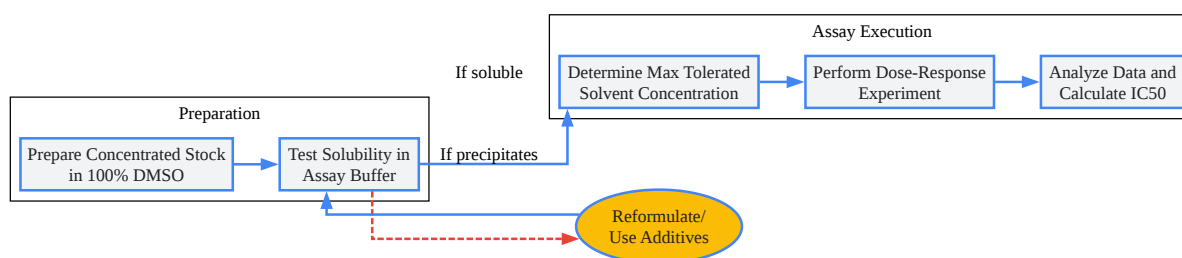 Preparation
Prepare Concentrated Stock
in 100% DMSO
Test Solubility in
Assay Buffer
If soluble
If precipitates
Assay Execution
Determine Max Tolerated
Solvent Concentration
Perform Dose-Response
Experiment
Analyze Data and
Calculate IC50
Reformulate/
Use Additives